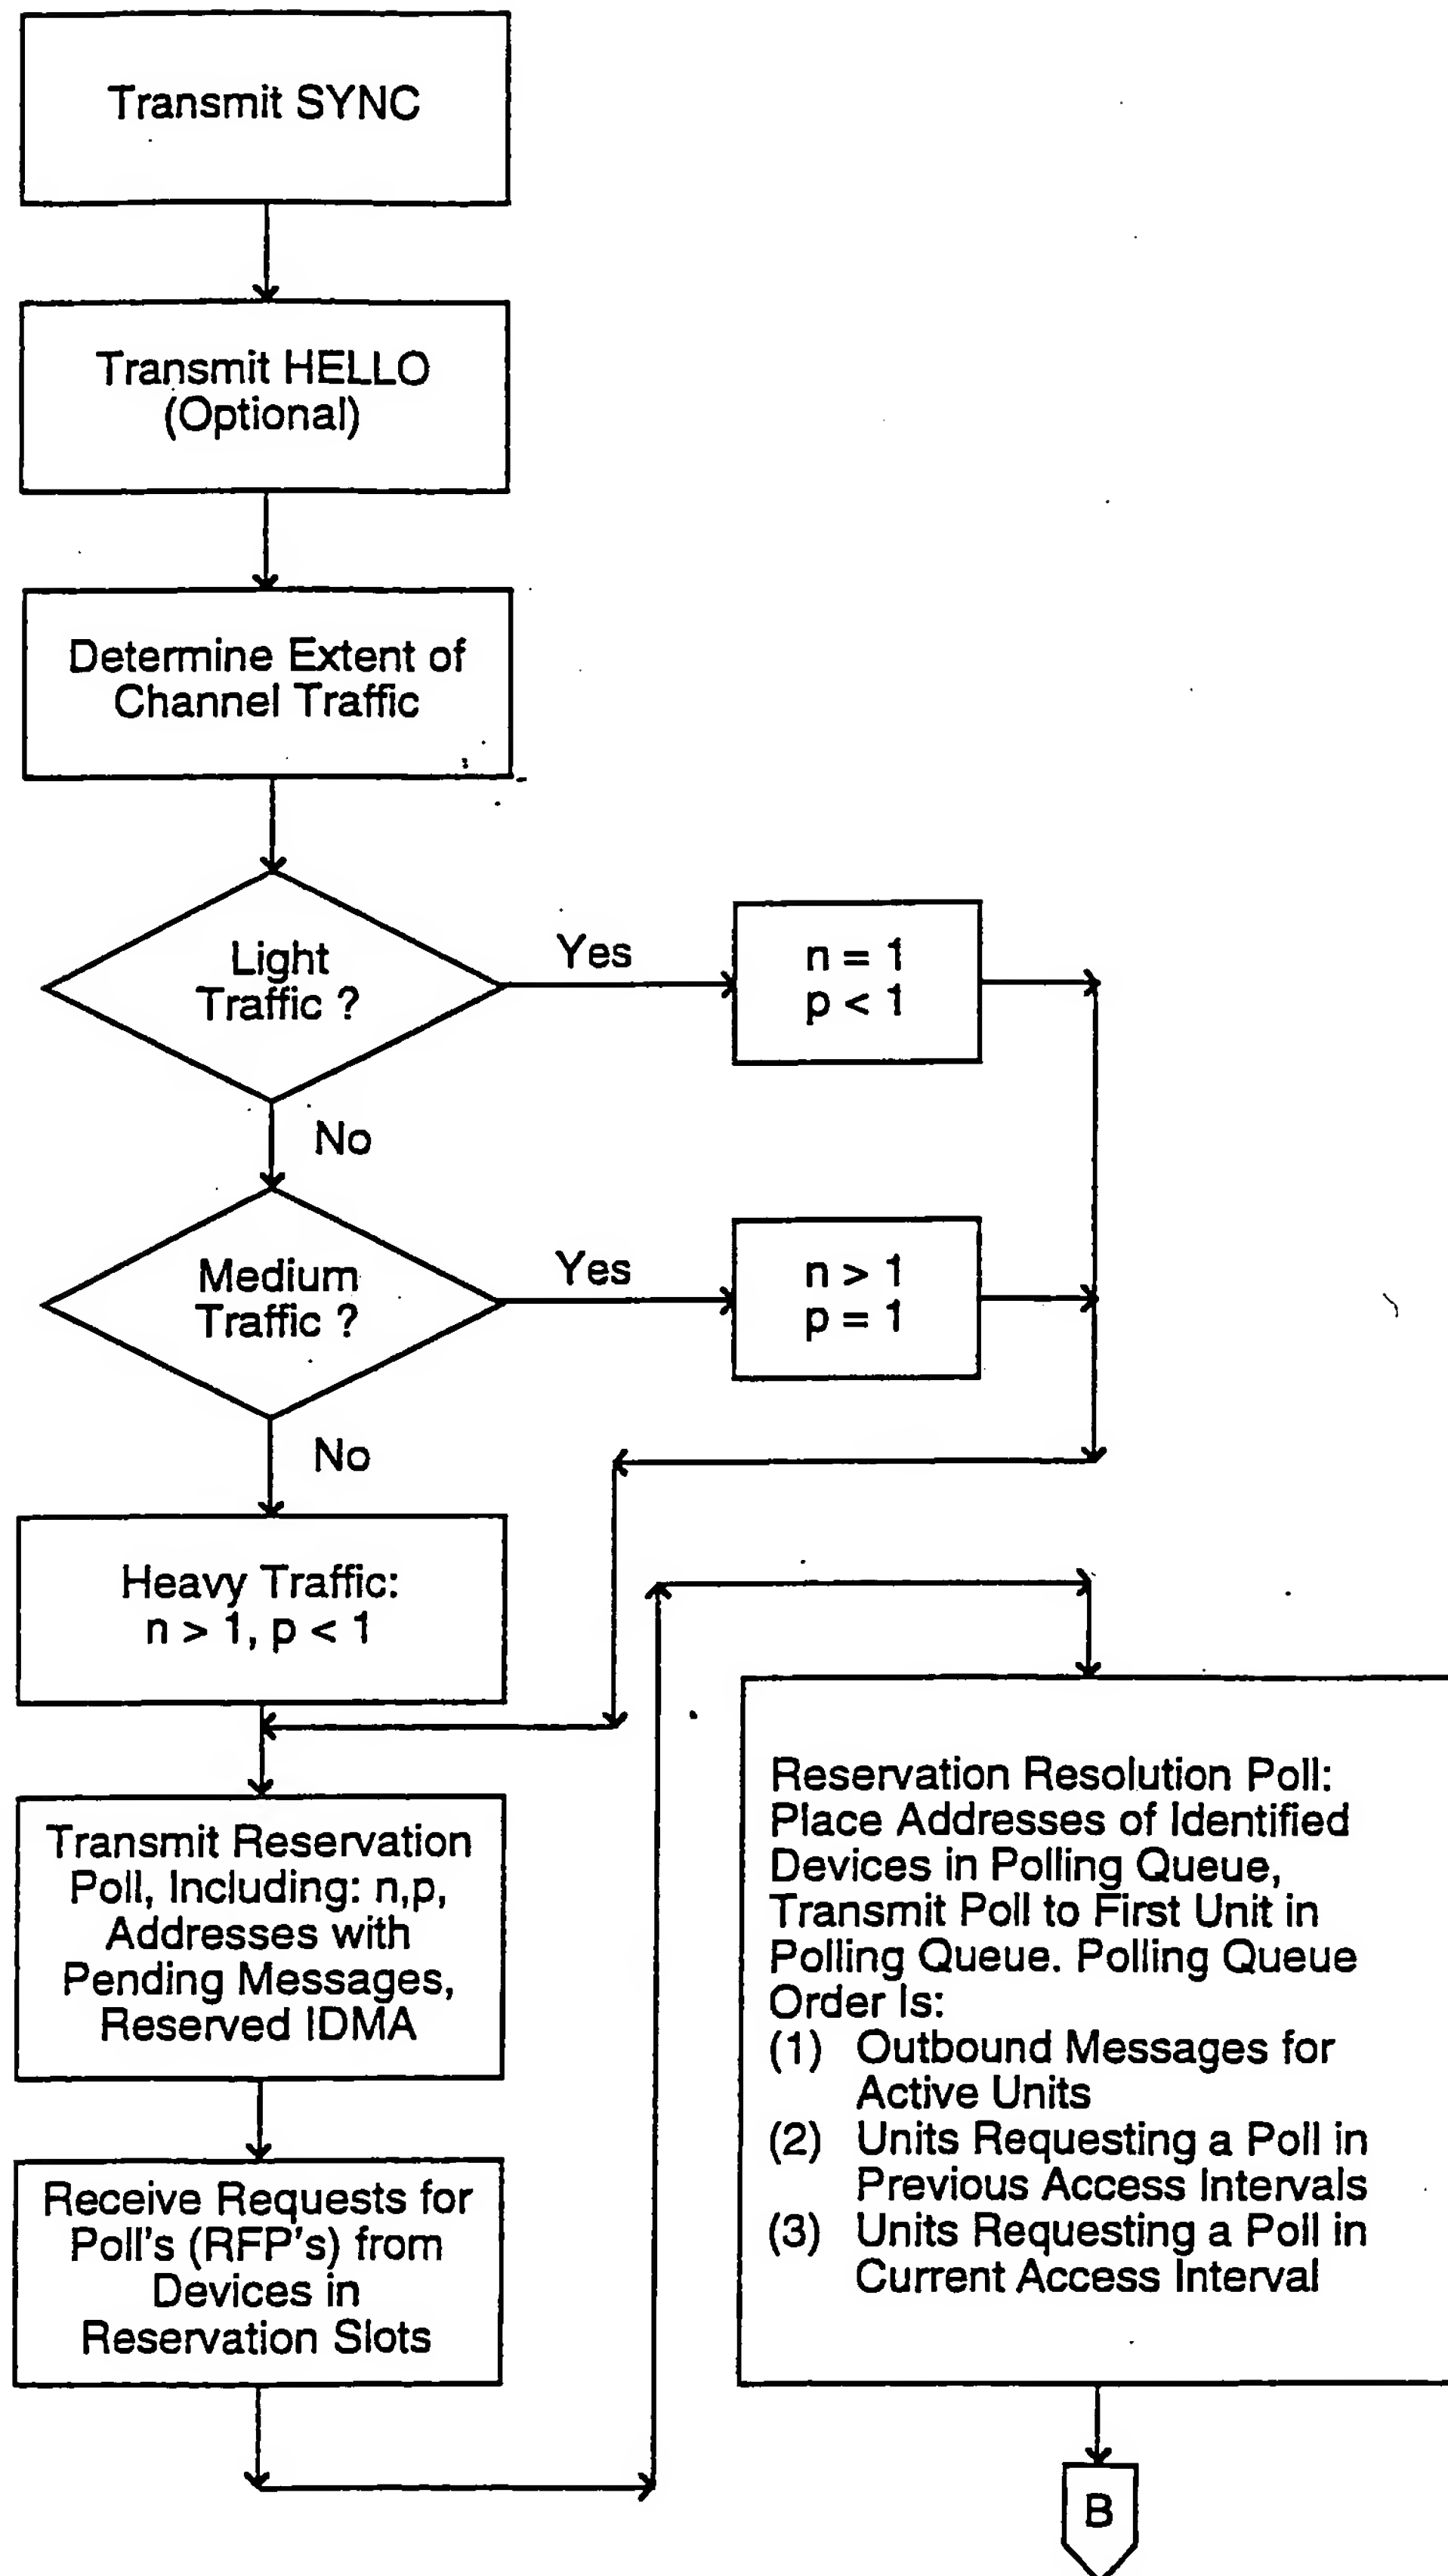 Transmit SYNC
Transmit HELLO
(Optional)
Determine Extent of
Channel Traffic
Light
Traffic ?
Yes
n = 1
p < 1
No
Medium
Traffic ?
Yes
n > 1
p = 1
No
Heavy Traffic:
n > 1, p < 1
Transmit Reservation
Poll, Including: n,p,
Addresses with
Pending Messages,
Reserved IDMA
Receive Requests for
Poll's (RFP's) from
Devices in
Reservation Slots
Reservation Resolution Poll:
Place Addresses of Identified
Devices in Polling Queue,
Transmit Poll to First Unit in
Polling Queue. Polling Queue
Order Is:
(1) Outbound Messages for
Active Units
(2) Units Requesting a Poll in
Previous Access Intervals
(3) Units Requesting a Poll in
Current Access Interval
B